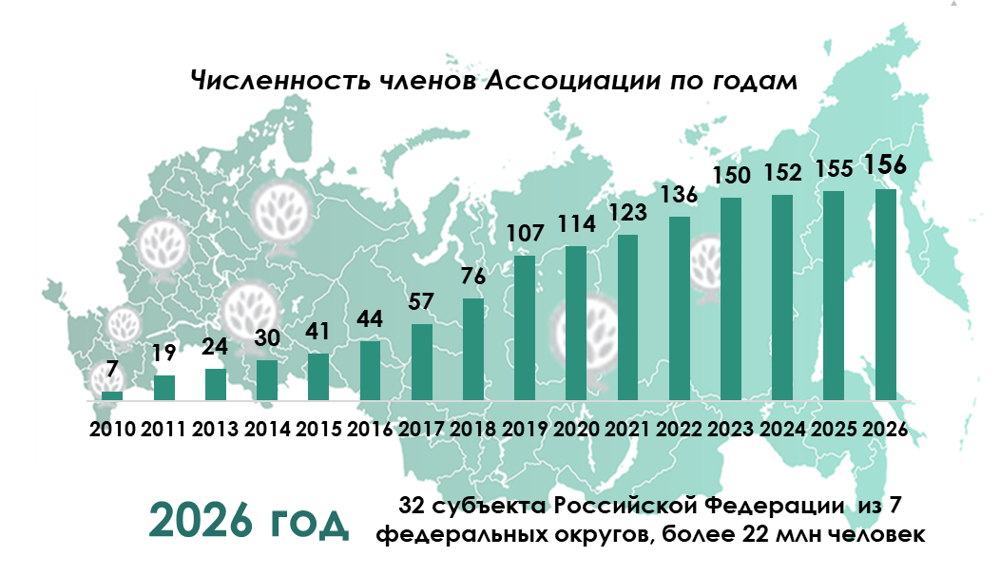 Численность членов Ассоциации по годам
7 19 24 30 41 44 57 76 107 114 123 136 150 152 155 156
2010 2011 2013 2014 2015 2016 2017 2018 2019 2020 2021 2022 2023 2024 2025 2026
2026 год
32 субъекта Российской Федерации из 7
федеральных округов, более 22 млн человек